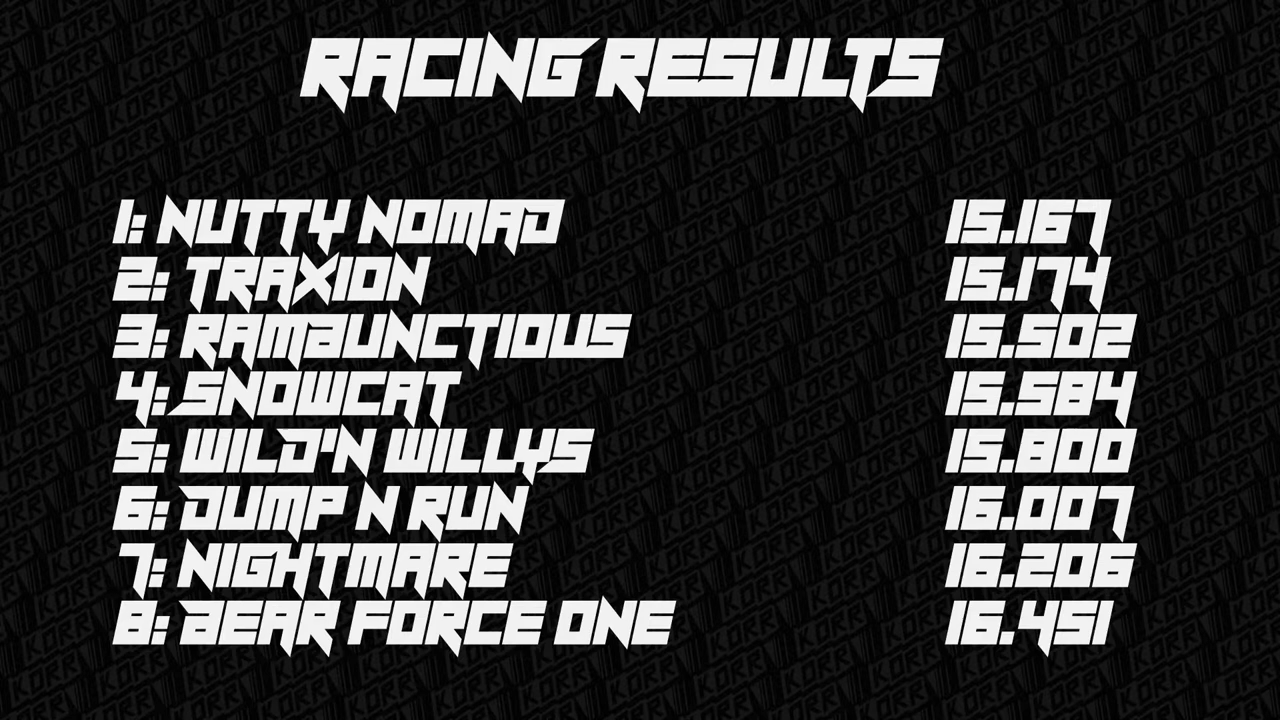 RACING RESULTS
1: NUTTY NOMAD 15.167
2: TRAXION 15.174
3: RAMBUNCTIOUS 15.502
4: SNOWCAT 15.584
5: WILD'N WILLYS 15.800
6: DUMP N RUN 16.007
7: NIGHTMARE 16.206
8: BEAR FORCE ONE 16.451
KORR